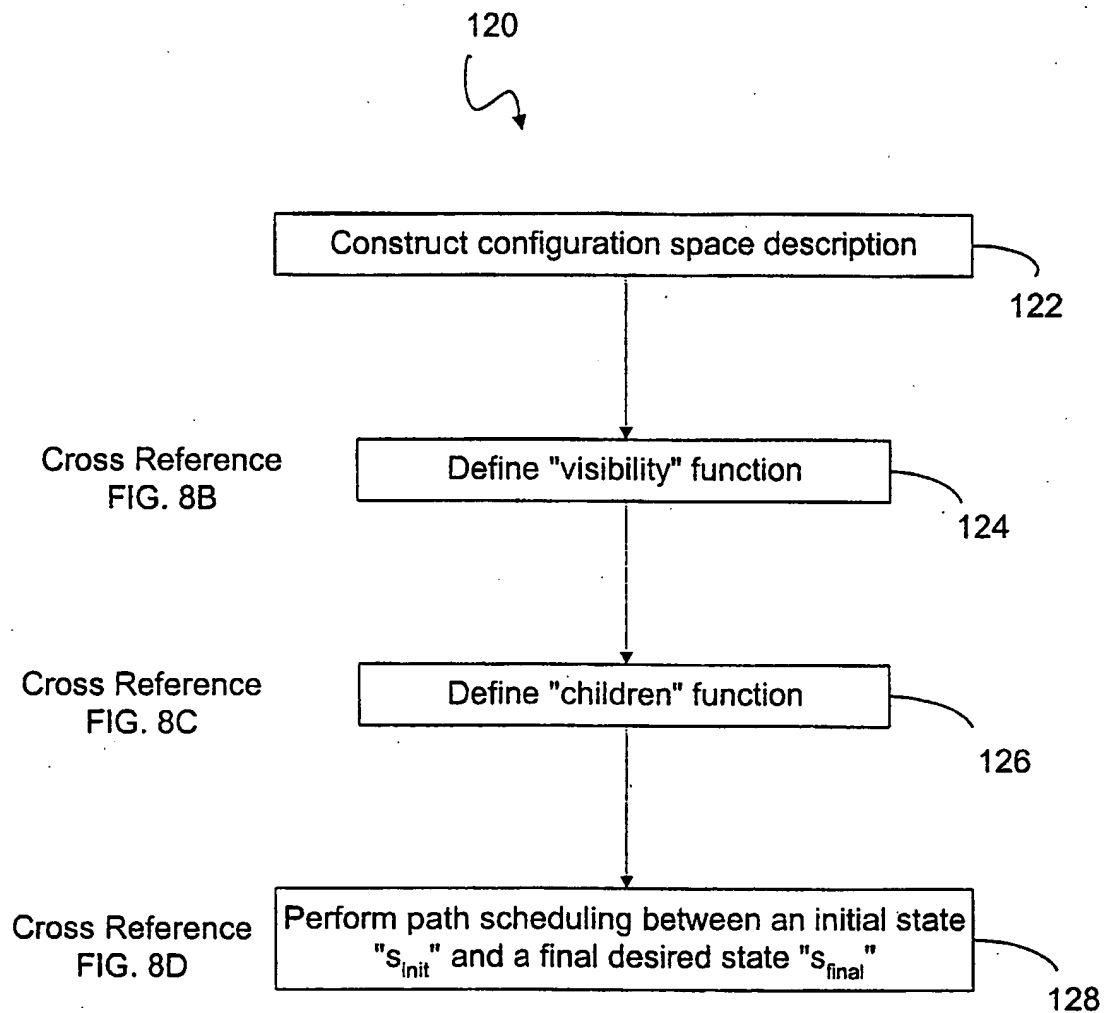 120
Construct configuration space description
122
Cross Reference
FIG. 8B
Define "visibility" function
124
Cross Reference
FIG. 8C
Define "children" function
126
Cross Reference
FIG. 8D
Perform path scheduling between an initial state
"s_init" and a final desired state "s_final"
128